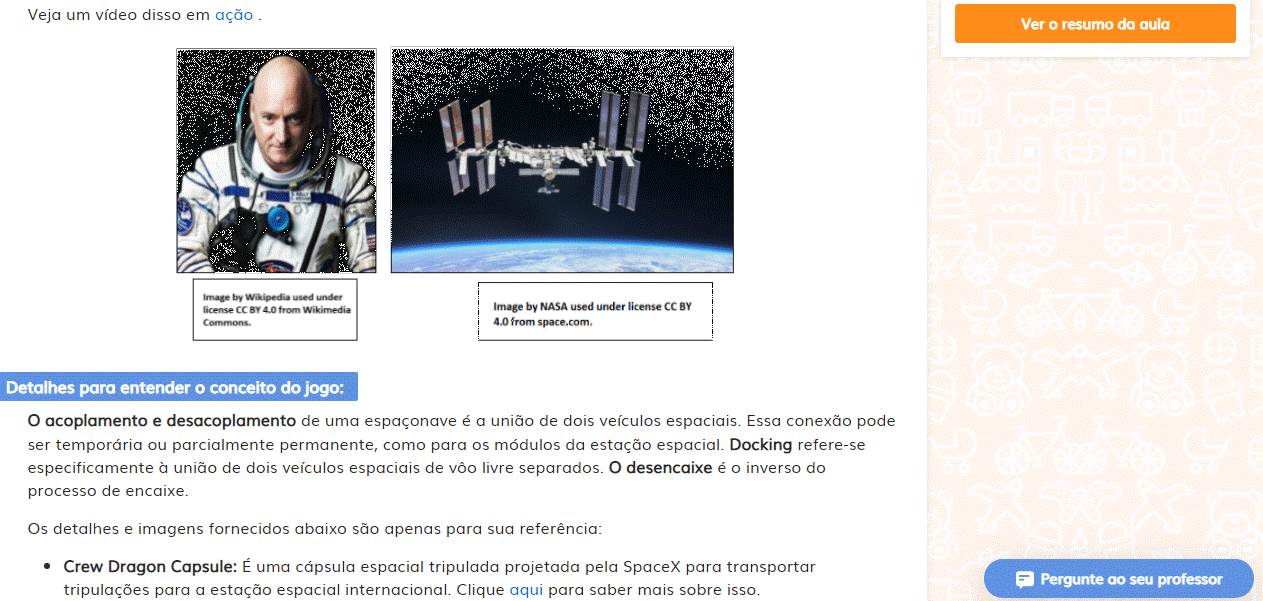 Veja um vídeo disso em ação .
Ver o resumo da aula
Image by Wikipedia used under
license CC BY 4.0 from Wikimedia
Commons.
Image by NASA used under license CC BY
4.0 from space.com.
Detalhes para entender o conceito do jogo:
O acoplamento e desacoplamento de uma espaçonave é a união de dois veículos espaciais. Essa conexão pode
ser temporária ou parcialmente permanente, como para os módulos da estação espacial. Docking refere-se
especificamente à união de dois veículos espaciais de vôo livre separados. O desencaixe é o inverso do
processo de encaixe.
Os detalhes e imagens fornecidos abaixo são apenas para sua referência:
Crew Dragon Capsule: É uma cápsula espacial tripulada projetada pela SpaceX para transportar
tripulações para a estação espacial internacional. Clique aqui para saber mais sobre isso.
Pergunte ao seu professor